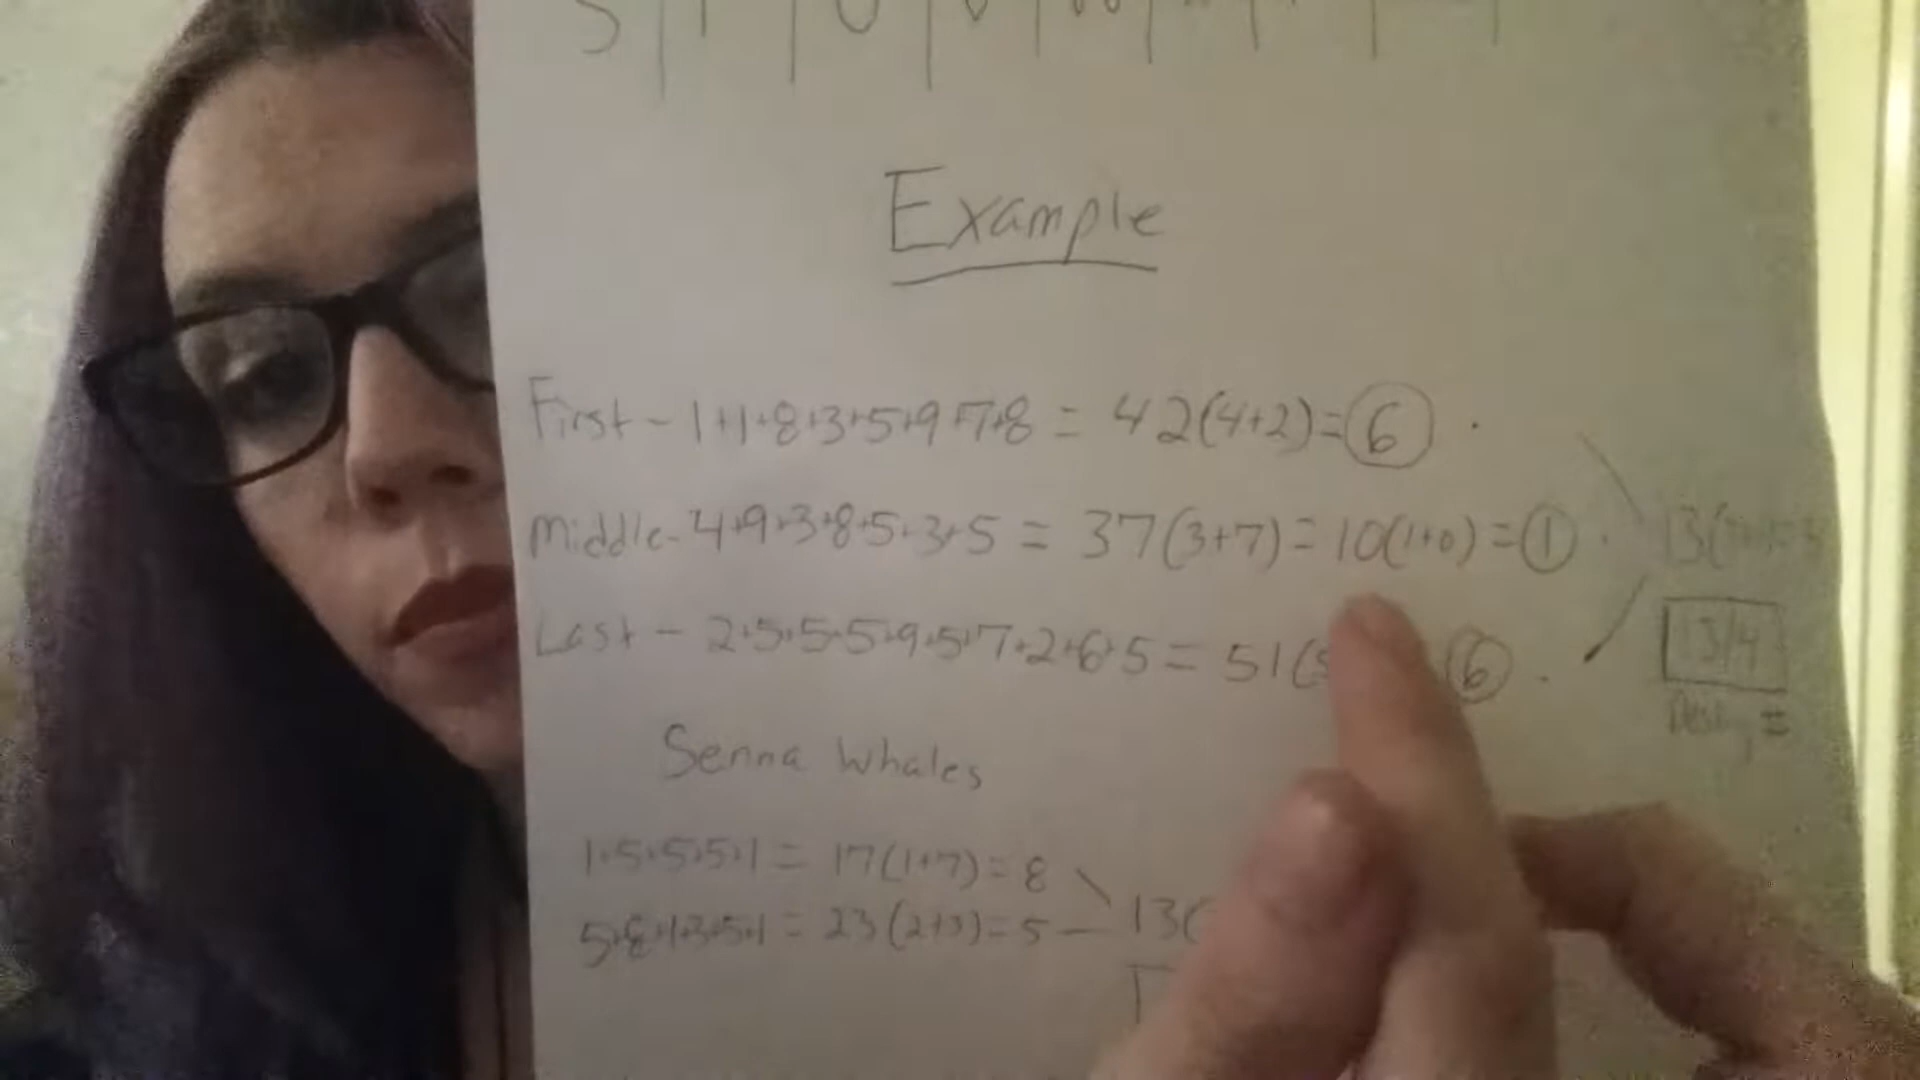 Example
First - 1+1+8+3+5+9+7+8 = 42(4+2)=6
Middle - 4+9+3+8+5+3+5 = 37(3+7)=10(1+0)=1
13(
Last - 2+5+5+5+9+5+7+2+6+5 = 51( 6
13/4
Senna Whales
1+5+5+5+1 = 17(1+7)=8
5+8+1+3+5+1 = 23(2+3)=5 — 13(